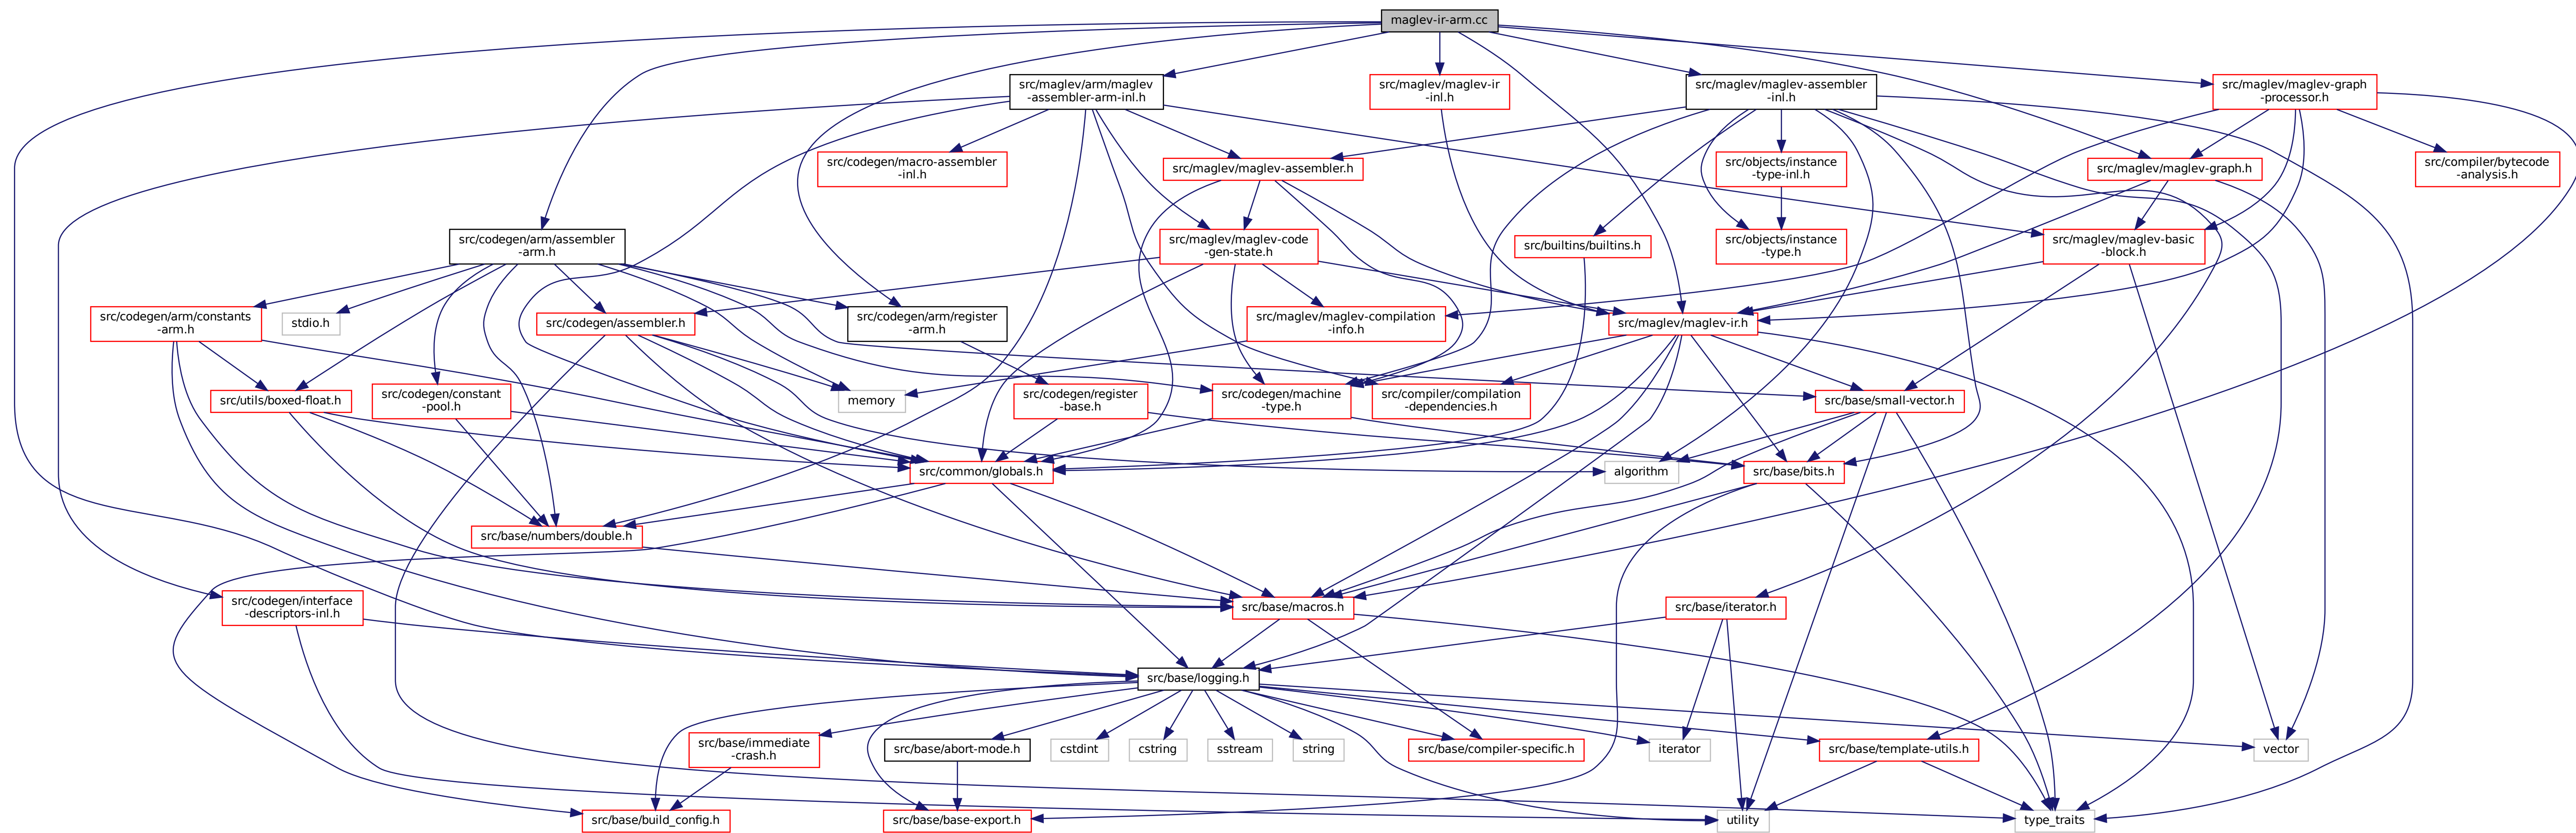 maglev-ir-arm.cc
src/maglev/arm/maglev
-assembler-arm-inl.h
src/maglev/maglev-ir
-inl.h
src/maglev/maglev-assembler
-inl.h
src/maglev/maglev-graph
-processor.h
src/codegen/macro-assembler
-inl.h
src/maglev/maglev-assembler.h
src/objects/instance
-type-inl.h
src/maglev/maglev-graph.h
src/compiler/bytecode
-analysis.h
src/codegen/arm/assembler
-arm.h
src/maglev/maglev-code
-gen-state.h
src/builtins/builtins.h
src/objects/instance
-type.h
src/maglev/maglev-basic
-block.h
src/codegen/arm/constants
-arm.h
stdio.h
src/codegen/assembler.h
src/codegen/arm/register
-arm.h
src/maglev/maglev-compilation
-info.h
src/maglev/maglev-ir.h
src/utils/boxed-float.h
src/codegen/constant
-pool.h
memory
src/codegen/register
-base.h
src/codegen/machine
-type.h
src/compiler/compilation
-dependencies.h
src/base/small-vector.h
src/common/globals.h
algorithm
src/base/bits.h
src/base/numbers/double.h
src/codegen/interface
-descriptors-inl.h
src/base/macros.h
src/base/iterator.h
src/base/logging.h
src/base/immediate
-crash.h
src/base/abort-mode.h
cstdint
cstring
sstream
string
src/base/compiler-specific.h
iterator
src/base/template-utils.h
vector
src/base/build_config.h
src/base/base-export.h
utility
type_traits